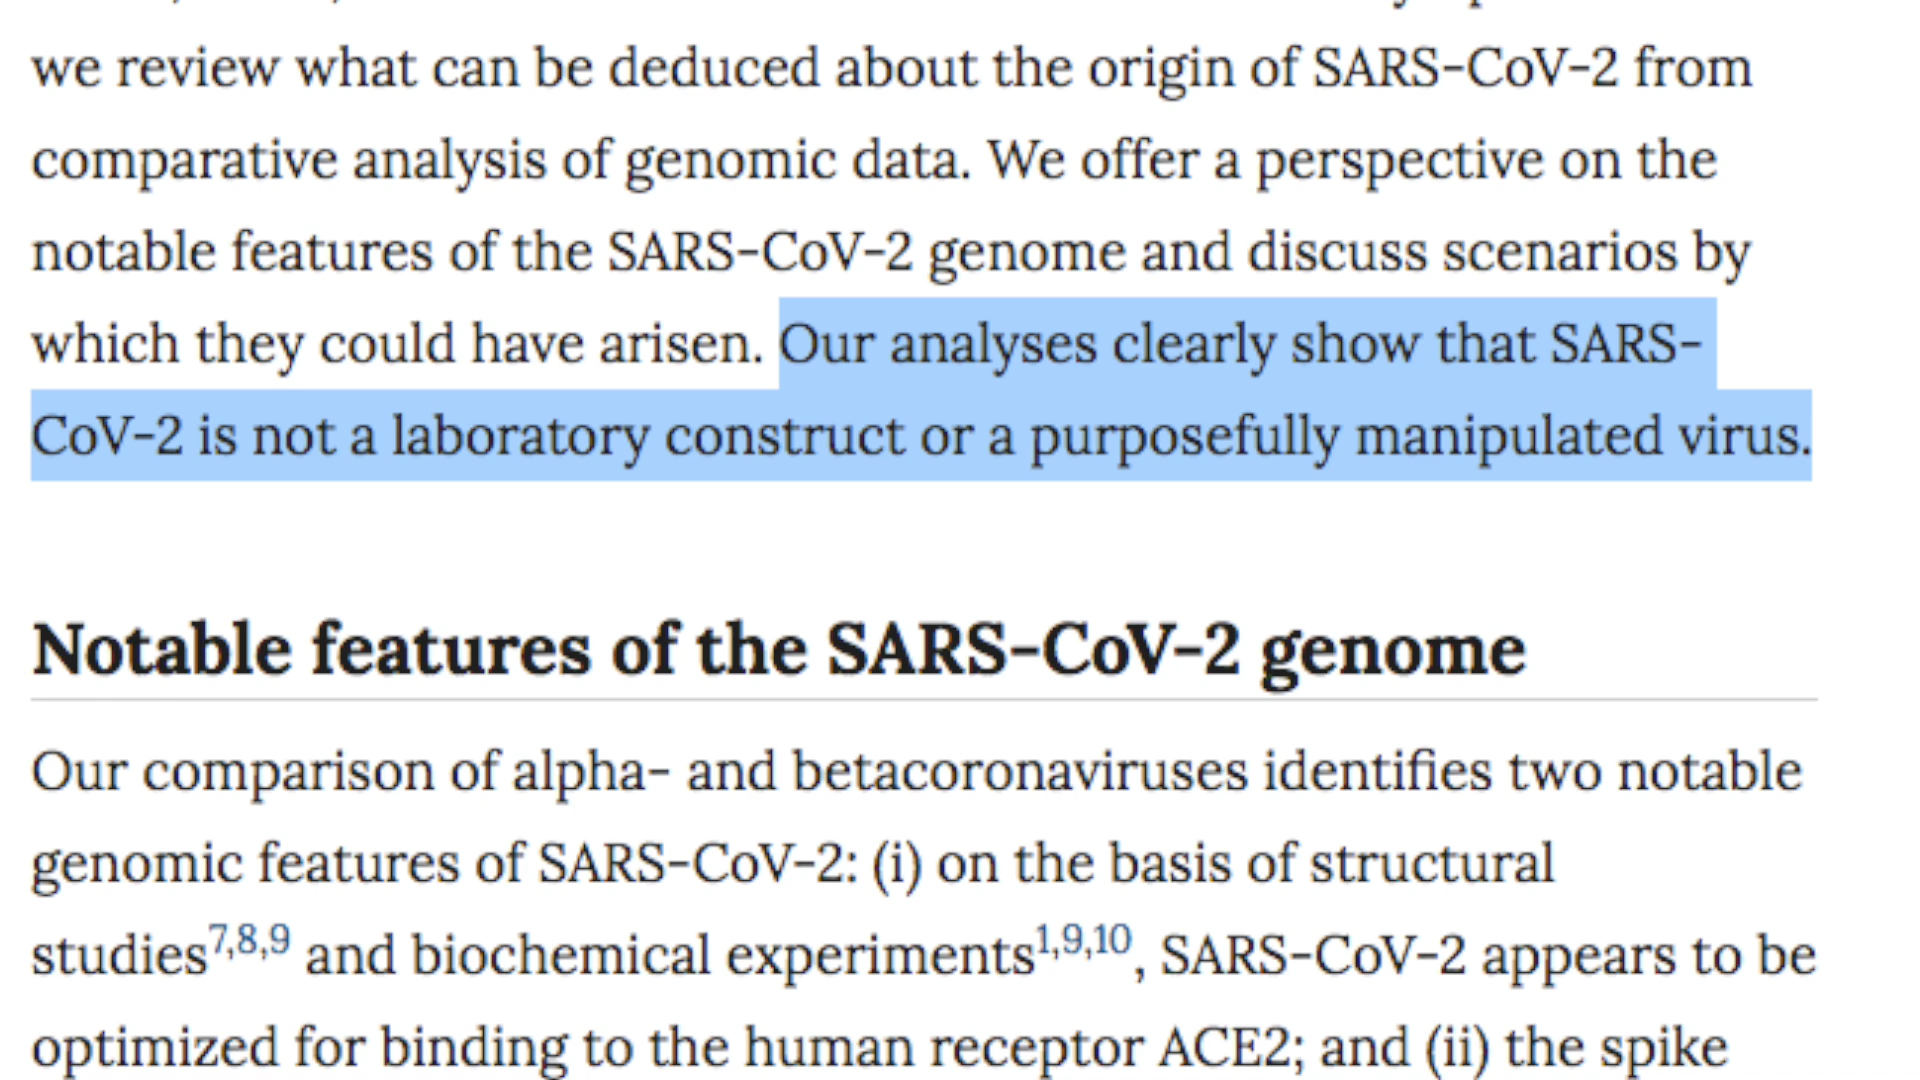 we review what can be deduced about the origin of SARS-CoV-2 from
comparative analysis of genomic data. We offer a perspective on the
notable features of the SARS-CoV-2 genome and discuss scenarios by
which they could have arisen. Our analyses clearly show that SARS-
CoV-2 is not a laboratory construct or a purposefully manipulated virus.
Notable features of the SARS-CoV-2 genome
Our comparison of alpha- and betacoronaviruses identifies two notable
genomic features of SARS-CoV-2: (i) on the basis of structural
studies7,8,9 and biochemical experiments1,9,10, SARS-CoV-2 appears to be
optimized for binding to the human receptor ACE2; and (ii) the spike